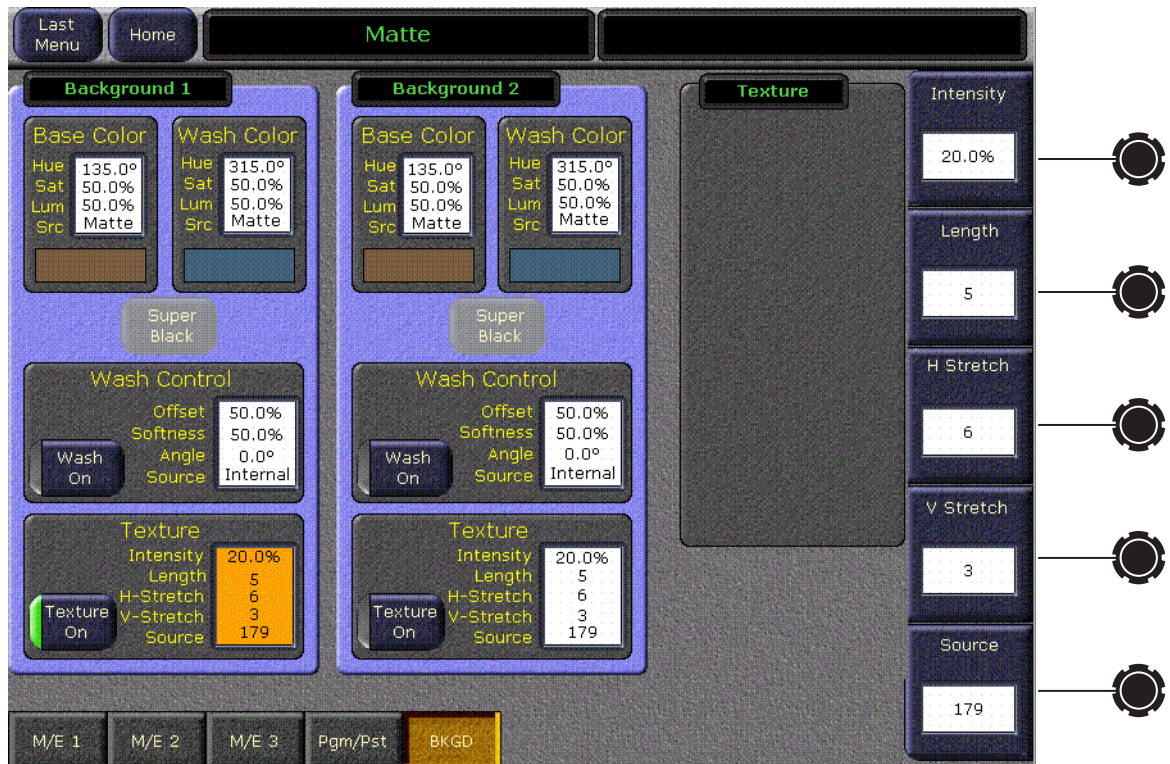 Last
Menu
Home
Matte
Background 1
Base Color
Hue 135.0º
Sat 50.0%
Lum 50.0%
Src Matte
Wash Color
Hue 315.0º
Sat 50.0%
Lum 50.0%
Src Matte
Super
Black
Wash Control
Offset 50.0%
Softness 50.0%
Angle 0.0º
Source Internal
Wash
On
Texture
Intensity 20.0%
Length 5
H-Stretch 6
V-Stretch 3
Source 179
Texture
On
Background 2
Base Color
Hue 135.0º
Sat 50.0%
Lum 50.0%
Src Matte
Wash Color
Hue 315.0º
Sat 50.0%
Lum 50.0%
Src Matte
Super
Black
Wash Control
Offset 50.0%
Softness 50.0%
Angle 0.0º
Source Internal
Wash
On
Texture
Intensity 20.0%
Length 5
H-Stretch 6
V-Stretch 3
Source 179
Texture
On
Texture
Intensity
20.0%
Length
5
H Stretch
6
V Stretch
3
Source
179
M/E 1
M/E 2
M/E 3
Pgm/Pst
BKGD